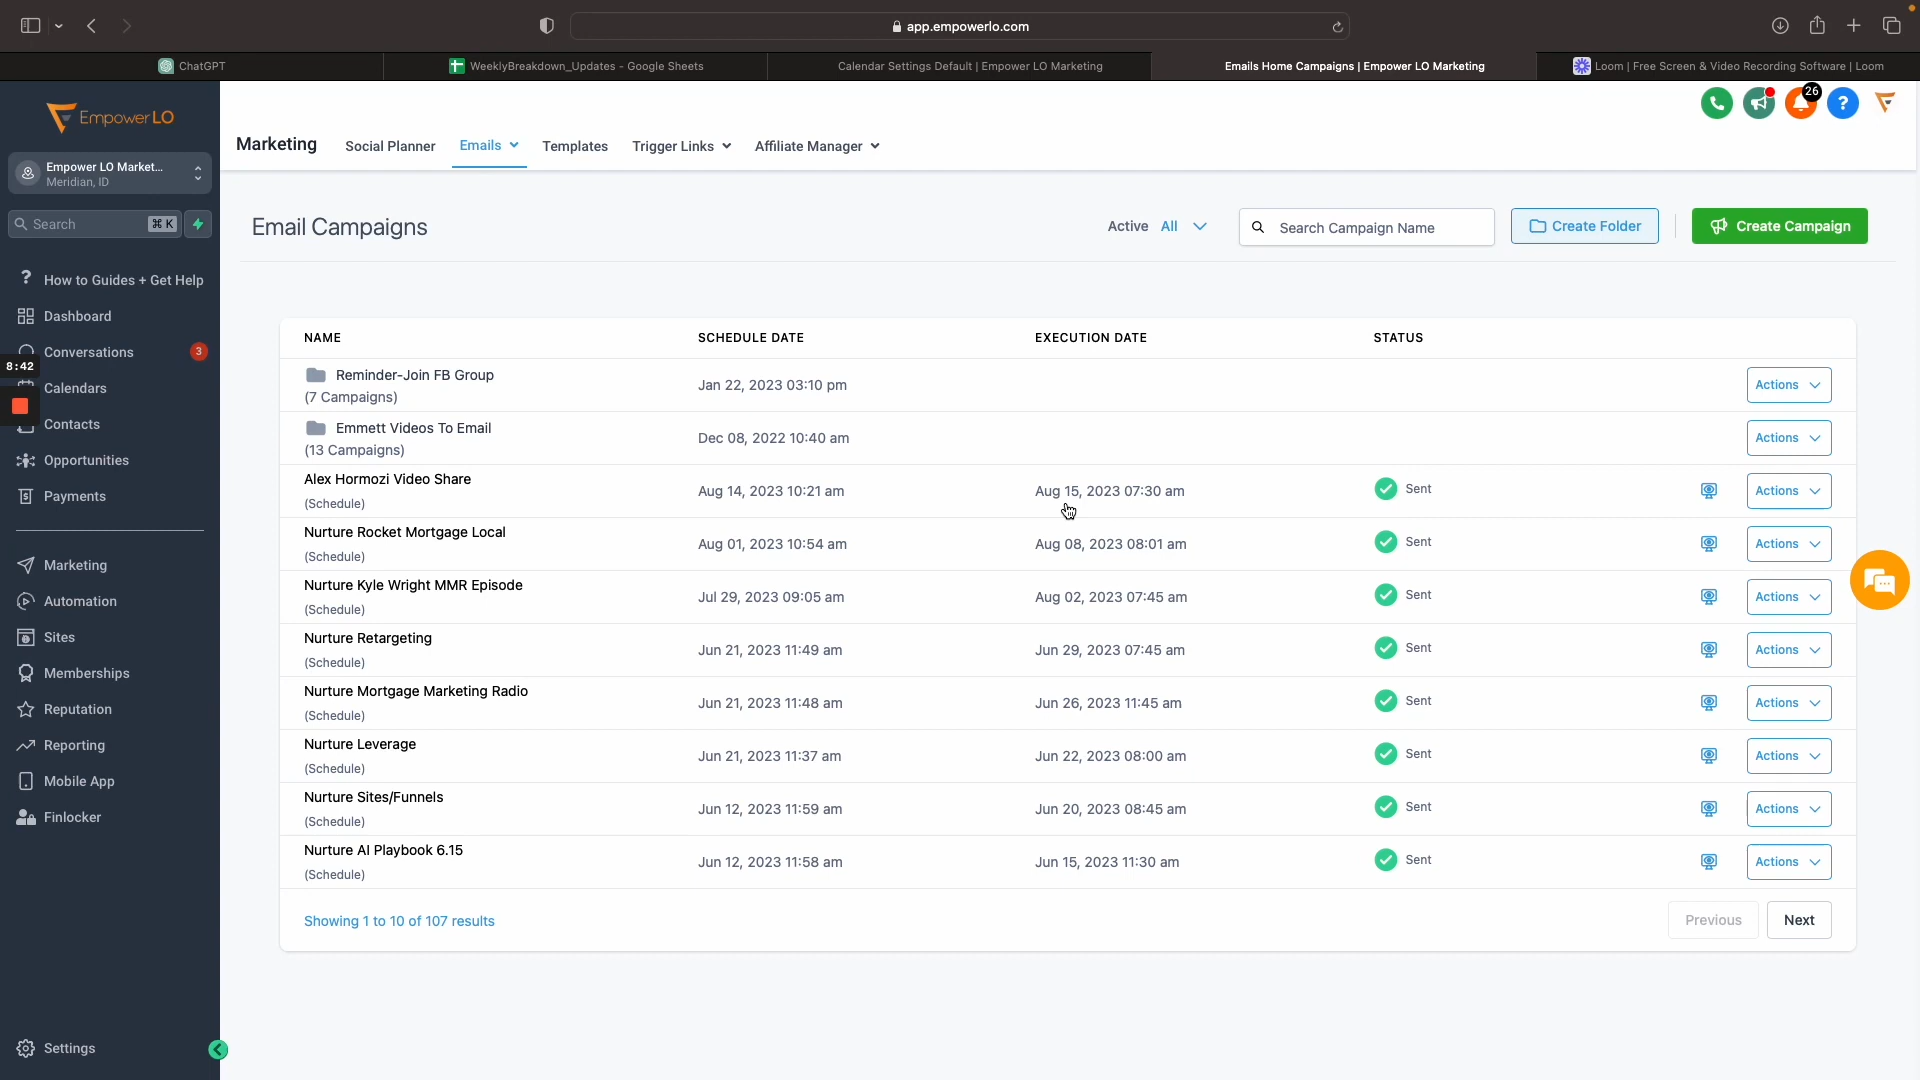 app.empowerlo.com
ChatGPT
WeeklyBreakdown_Updates - Google Sheets
Calendar Settings Default | Empower LO Marketing
Emails Home Campaigns | Empower LO Marketing
Loom | Free Screen & Video Recording Software | Loom
EmpowerLO
Empower LO Market...
Meridian, ID
Search
⌘ K
How to Guides + Get Help
Dashboard
Conversations
3
8:42
Calendars
Contacts
Opportunities
Payments
Marketing
Automation
Sites
Memberships
Reputation
Reporting
Mobile App
Finlocker
Settings
26
?
Marketing
Social Planner
Emails
Templates
Trigger Links
Affiliate Manager
Email Campaigns
Active All
Search Campaign Name
Create Folder
Create Campaign
NAME SCHEDULE DATE EXECUTION DATE STATUS
Reminder-Join FB Group
(7 Campaigns)
Jan 22, 2023 03:10 pm
Actions
Emmett Videos To Email
(13 Campaigns)
Dec 08, 2022 10:40 am
Actions
Alex Hormozi Video Share
(Schedule)
Aug 14, 2023 10:21 am
Aug 15, 2023 07:30 am
Sent
Actions
Nurture Rocket Mortgage Local
(Schedule)
Aug 01, 2023 10:54 am
Aug 08, 2023 08:01 am
Sent
Actions
Nurture Kyle Wright MMR Episode
(Schedule)
Jul 29, 2023 09:05 am
Aug 02, 2023 07:45 am
Sent
Actions
Nurture Retargeting
(Schedule)
Jun 21, 2023 11:49 am
Jun 29, 2023 07:45 am
Sent
Actions
Nurture Mortgage Marketing Radio
(Schedule)
Jun 21, 2023 11:48 am
Jun 26, 2023 11:45 am
Sent
Actions
Nurture Leverage
(Schedule)
Jun 21, 2023 11:37 am
Jun 22, 2023 08:00 am
Sent
Actions
Nurture Sites/Funnels
(Schedule)
Jun 12, 2023 11:59 am
Jun 20, 2023 08:45 am
Sent
Actions
Nurture AI Playbook 6.15
(Schedule)
Jun 12, 2023 11:58 am
Jun 15, 2023 11:30 am
Sent
Actions
Showing 1 to 10 of 107 results
Previous
Next